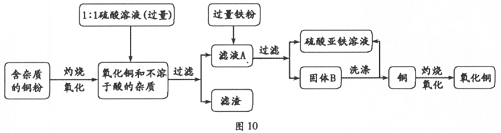 1:1硫酸溶液(过量)
过量铁粉
含杂质的铜粉
灼烧
氧化
氧化铜和不溶于酸的杂质
过滤
滤液A
滤渣
过滤
硫酸亚铁溶液
固体B
洗涤
铜
灼烧
氧化
氧化铜
图10